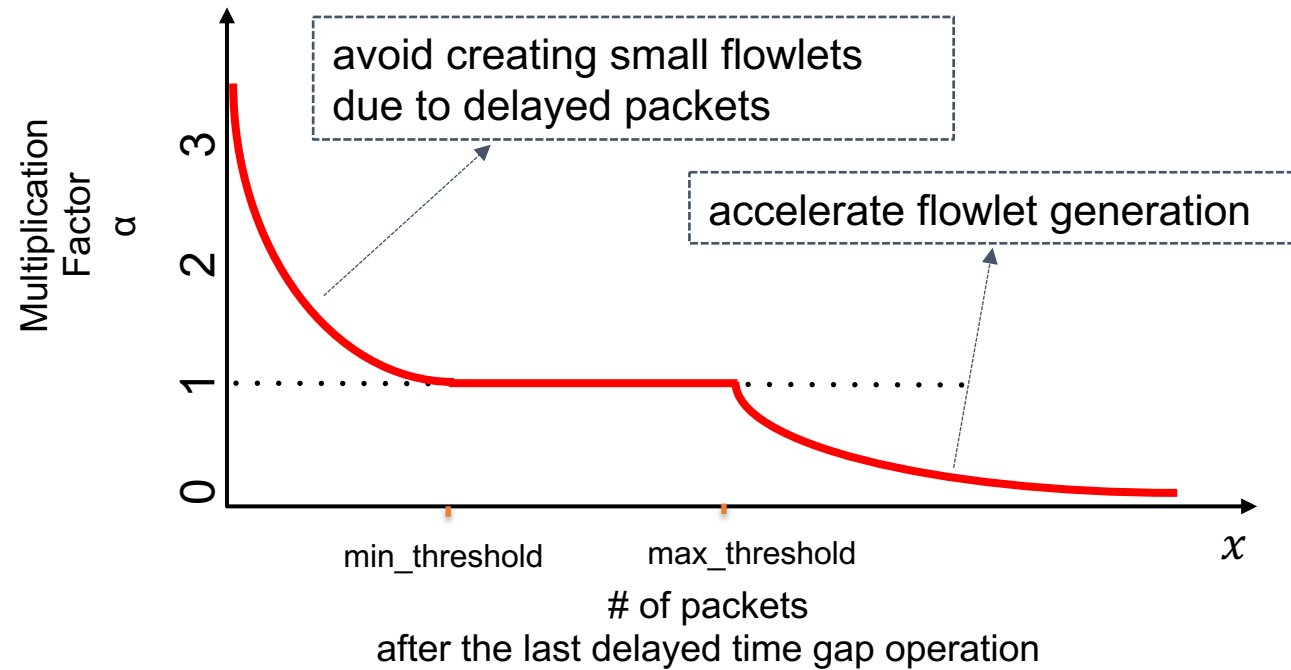 avoid creating small flowlets
due to delayed packets
accelerate flowlet generation
Multiplication
Factor
α
3
2
1
0
min_threshold
max_threshold
x
# of packets
after the last delayed time gap operation